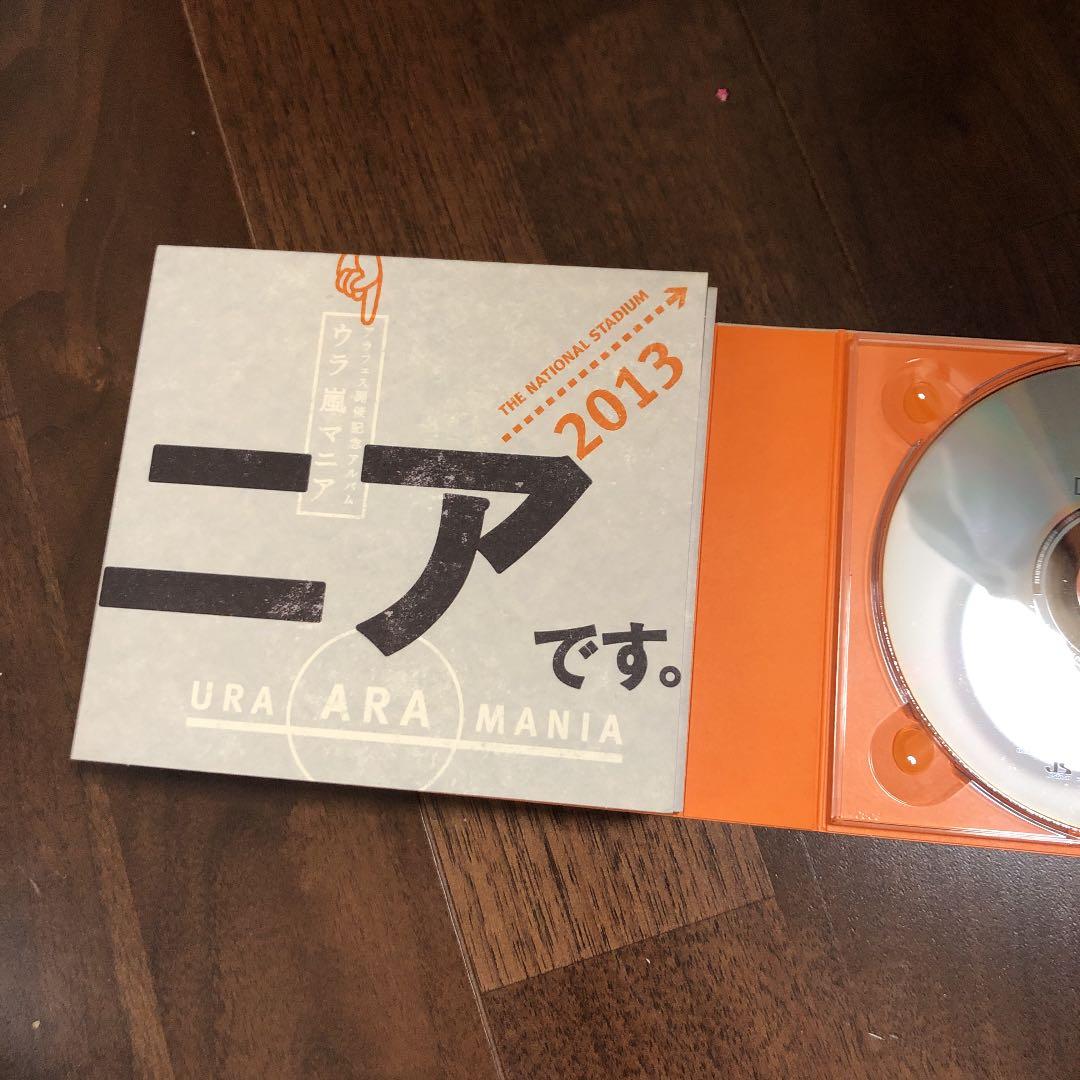 THE NATIONAL STADIUM
2013
アラフェス開催記念アルバム
ウラ嵐マニア
ニア
です。
URA ARA MANIA